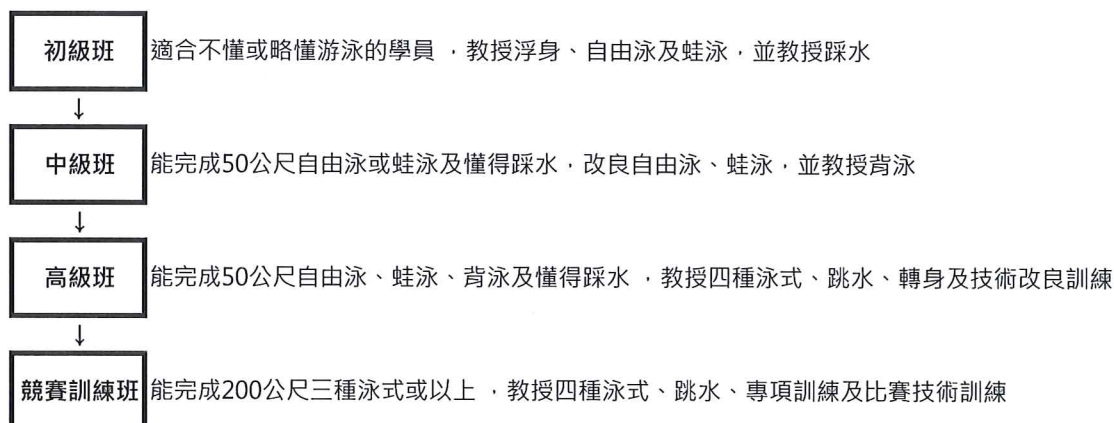 初級班 適合不懂或略懂游泳的學員，教授浮身、自由泳及蛙泳，並教授踩水
↓
中級班 能完成50公尺自由泳或蛙泳及懂得踩水，改良自由泳、蛙泳，並教授背泳
↓
高級班 能完成50公尺自由泳、蛙泳、背泳及懂得踩水，教授四種泳式、跳水、轉身及技術改良訓練
↓
競賽訓練班 能完成200公尺三種泳式或以上，教授四種泳式、跳水、專項訓練及比賽技術訓練